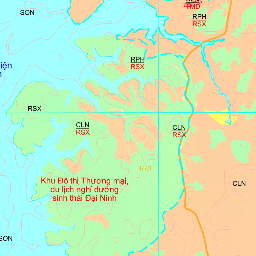 SON
RPH
RSX
iện
RPH
RSX
RSX
CLN
RSX
CLN
RSX
Khu Đô thị Thương mại,
du lịch nghỉ dưỡng
sinh thái Đại Ninh
CLN
SON
SON